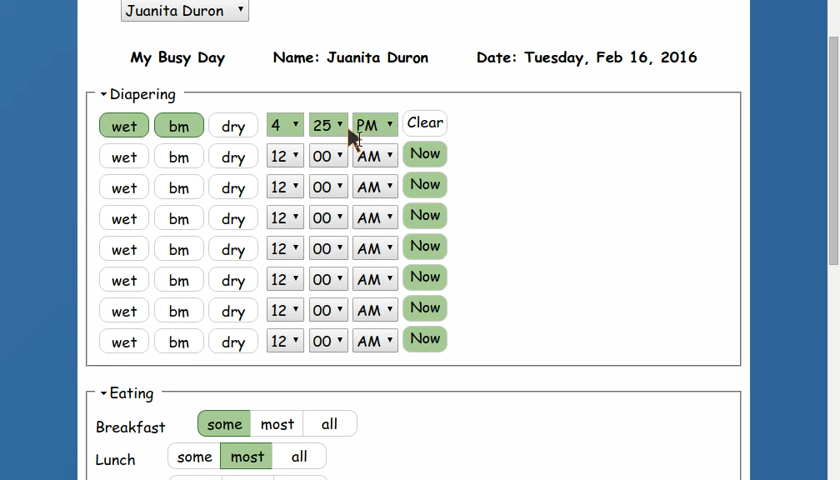 Juanita Duron
My Busy Day Name: Juanita Duron Date: Tuesday, Feb 16, 2016
Diapering
wet bm dry 4 25 PM Clear
wet bm dry 12 00 AM Now
wet bm dry 12 00 AM Now
wet bm dry 12 00 AM Now
wet bm dry 12 00 AM Now
wet bm dry 12 00 AM Now
wet bm dry 12 00 AM Now
wet bm dry 12 00 AM Now
Eating
Breakfast some most all
Lunch some most all